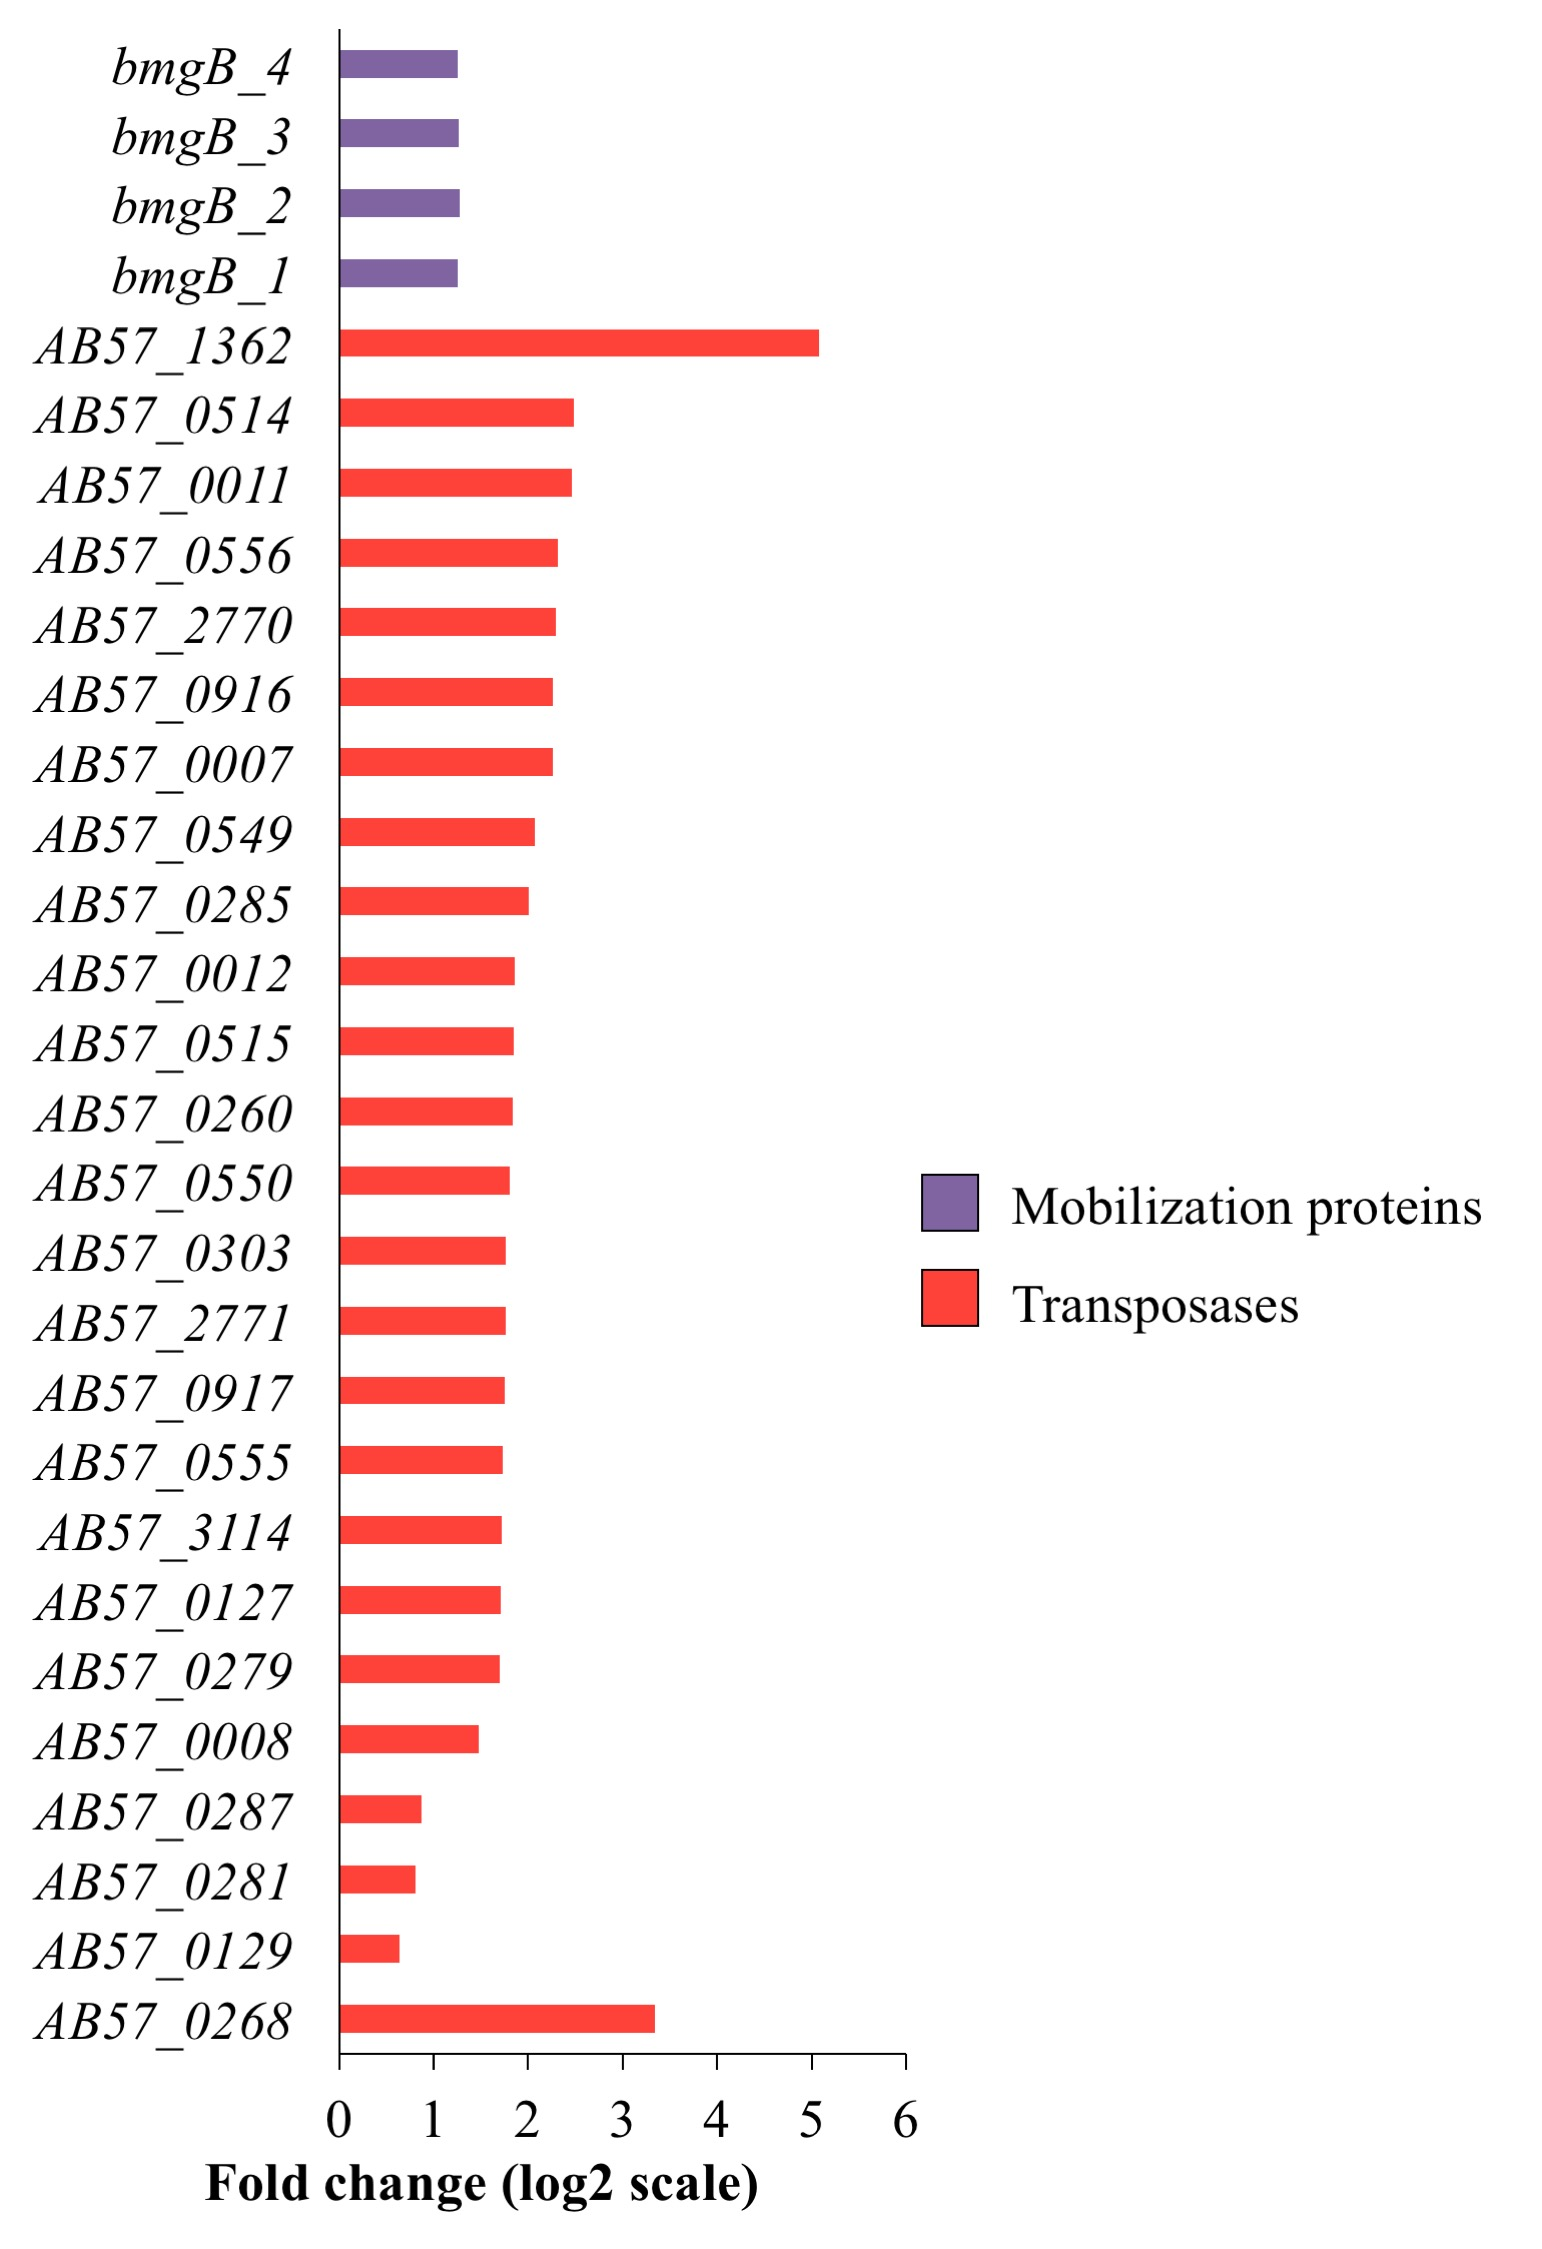 bmgB_4
bmgB_3
bmgB_2
bmgB_1
AB57_1362
AB57_0514
AB57_0011
AB57_0556
AB57_2770
AB57_0916
AB57_0007
AB57_0549
AB57_0285
AB57_0012
AB57_0515
AB57_0260
AB57_0550
AB57_0303
AB57_2771
AB57_0917
AB57_0555
AB57_3114
AB57_0127
AB57_0279
AB57_0008
AB57_0287
AB57_0281
AB57_0129
AB57_0268
0 1 2 3 4 5 6
Fold change (log2 scale)
Mobilization proteins
Transposases